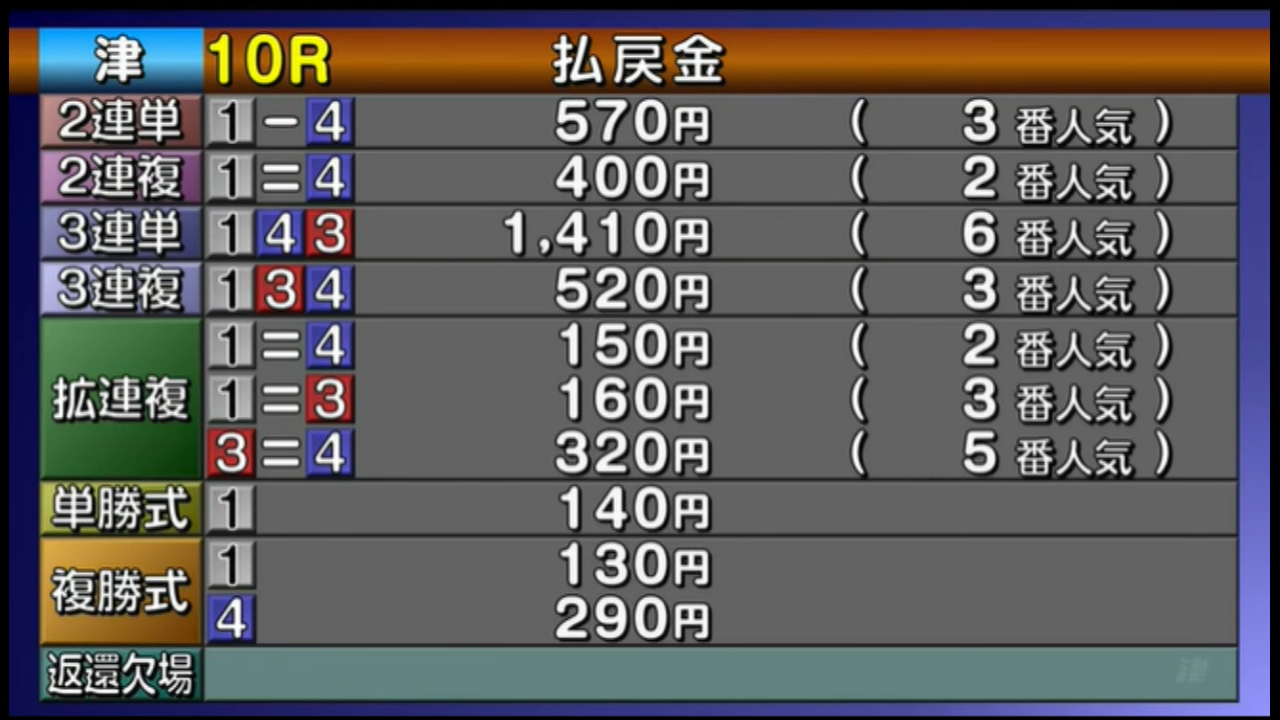 津 10R 払戻金
2連単 1-4 570円 ( 3 番人気 )
2連複 1=4 400円 ( 2 番人気 )
3連単 1 4 3 1,410円 ( 6 番人気 )
3連複 1 3 4 520円 ( 3 番人気 )
1=4 150円 ( 2 番人気 )
拡連複 1=3 160円 ( 3 番人気 )
3=4 320円 ( 5 番人気 )
単勝式 1 140円
複勝式 1 130円
4 290円
返還欠場
津